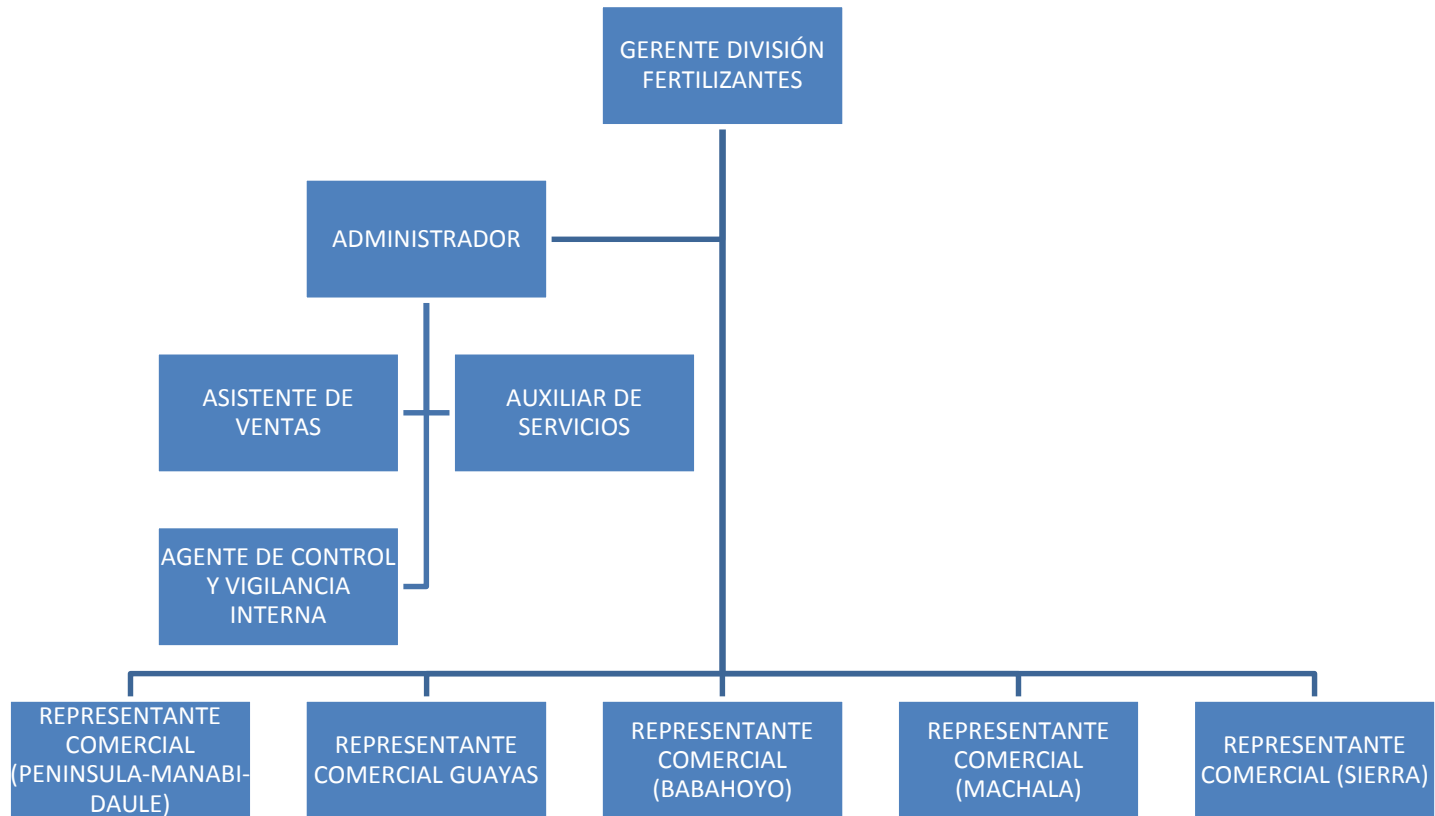 GERENTE DIVISIÓN
FERTILIZANTES
ADMINISTRADOR
ASISTENTE DE
VENTAS
AUXILIAR DE
SERVICIOS
AGENTE DE CONTROL
Y VIGILANCIA
INTERNA
REPRESENTANTE
COMERCIAL
(PENINSULA-MANABI-
DAULE)
REPRESENTANTE
COMERCIAL GUAYAS
REPRESENTANTE
COMERCIAL
(BABAHOYO)
REPRESENTANTE
COMERCIAL
(MACHALA)
REPRESENTANTE
COMERCIAL (SIERRA)